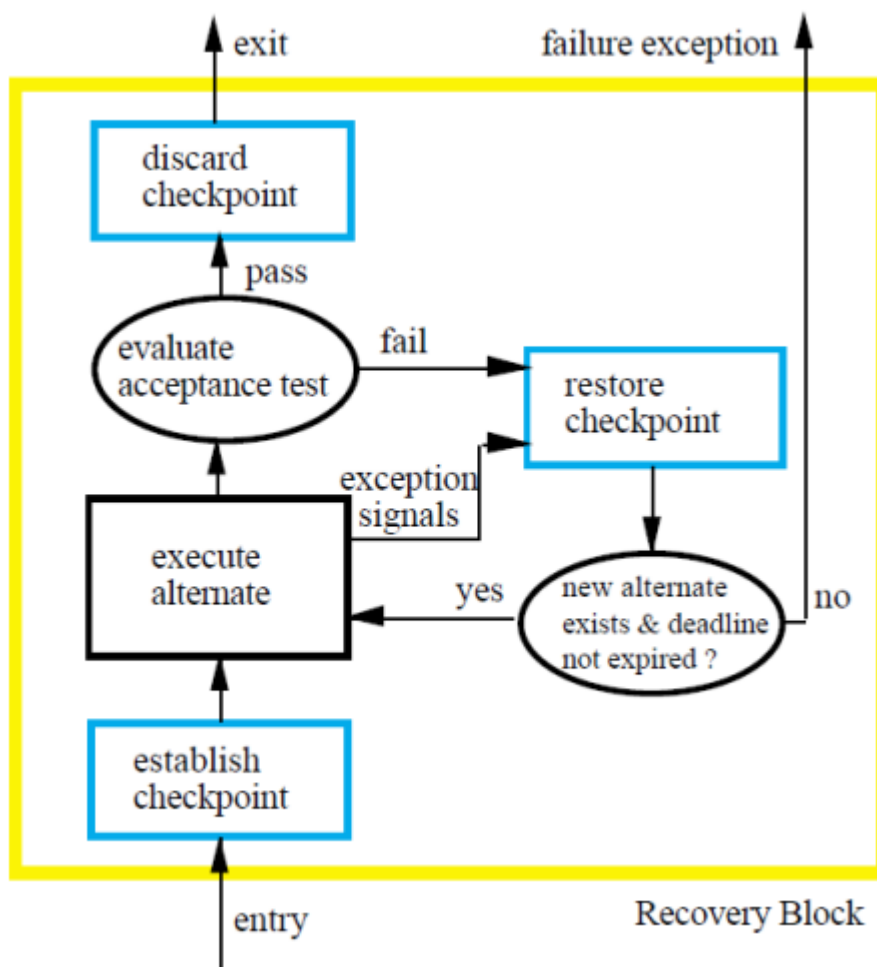 exit
failure exception
discard
checkpoint
pass
evaluate
acceptance test
fail
restore
checkpoint
exception
signals
execute
alternate
yes
new alternate
exists & deadline
not expired ?
no
establish
checkpoint
entry
Recovery Block